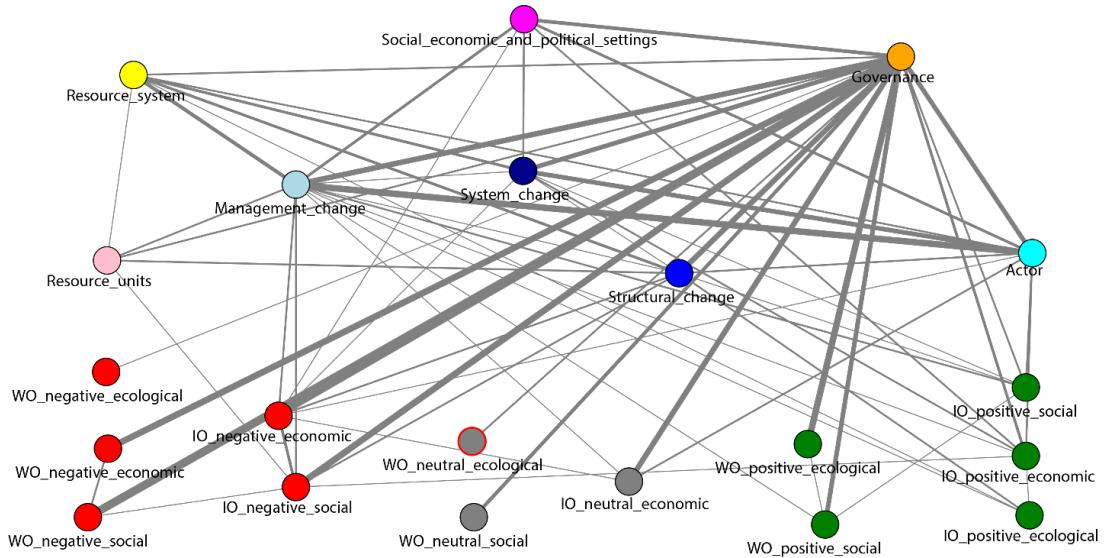 Social_economic_and_political_settings
Governance
Resource_system
System_change
Management_change
Actor
Resource_units
Structural_change
WO_negative_ecological
IO_positive_social
IO_negative_economic
WO_negative_economic
WO_neutral_ecological
WO_positive_ecological
IO_positive_economic
IO_negative_social
IO_neutral_economic
WO_negative_social
WO_neutral_social
WO_positive_social
IO_positive_ecological